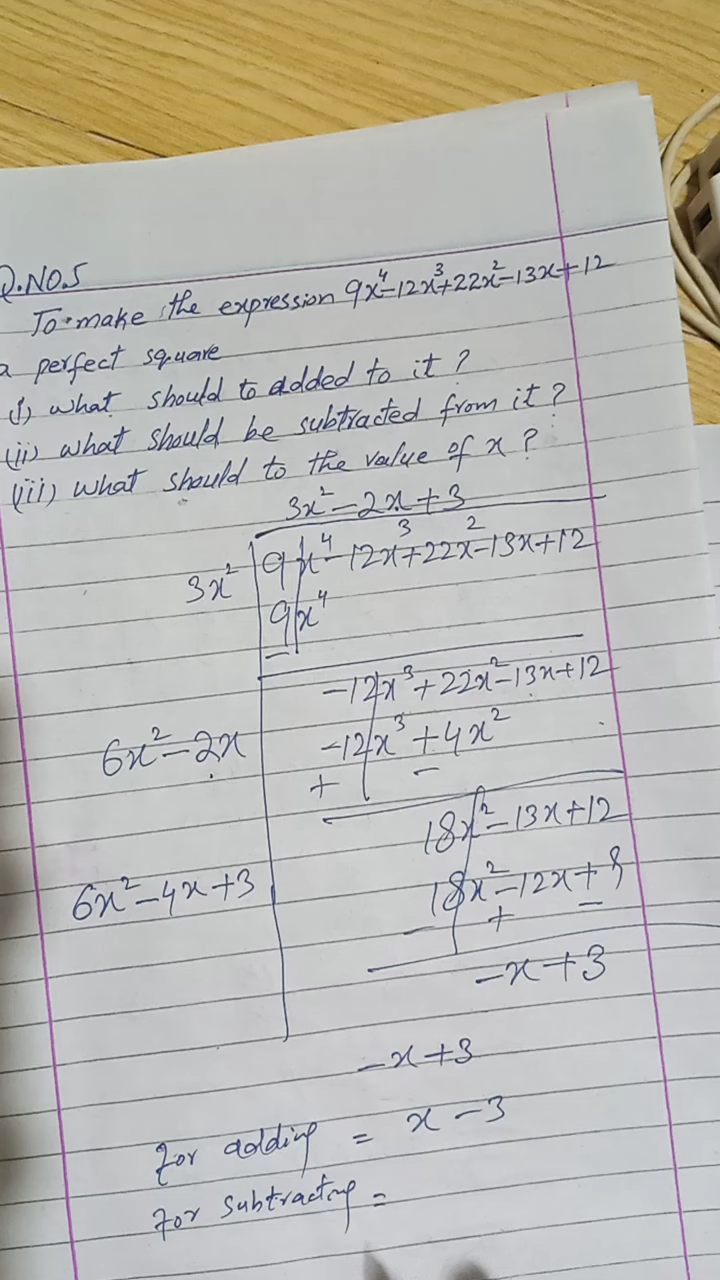 Q.NO.5
To make the expression 9x⁴-12x³+22x²-13x+12
a perfect square
(i) what should to added to it?
(ii) what should be subtracted from it?
(iii) what should to the value of x?
3x²-2x+3
3x² 9x⁴-12x³+22x²-13x+12
9x⁴
-
-12x³+22x²-13x+12
6x²-2x -12x³+4x²
+ -
18x²-13x+12
6x²-4x+3 18x²-12x+9
- + -
-x+3
-x+3
for adding = x-3
for subtracting =